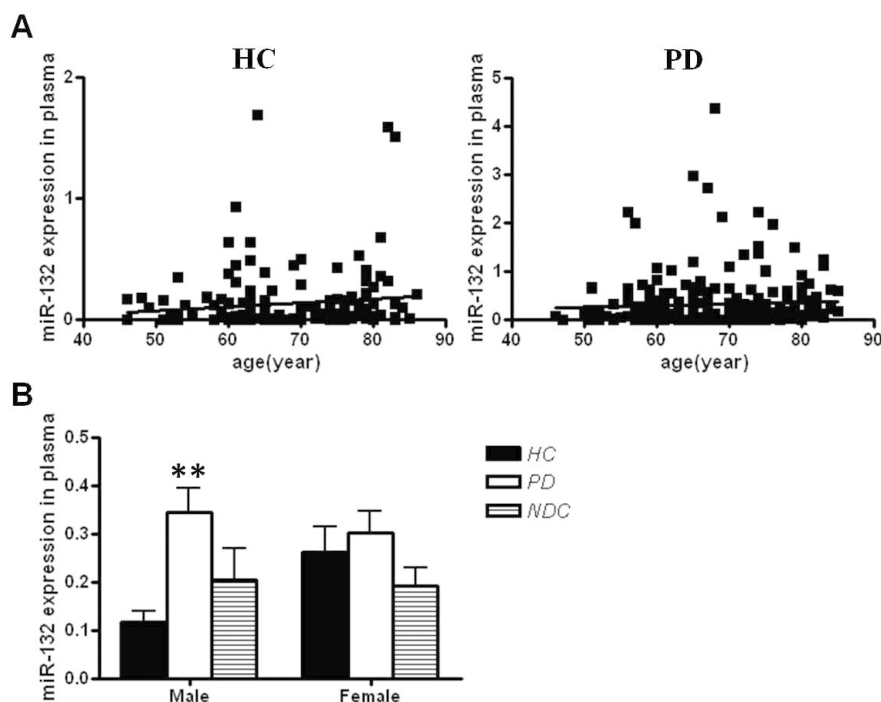 A
HC
PD
miR-132 expression in plasma
2
1
0
40 50 60 70 80 90
age(year)
miR-132 expression in plasma
5
4
3
2
1
0
40 50 60 70 80 90
age(year)
B
miR-132 expression in plasma
0.5
0.4
0.3
0.2
0.1
0.0
**
Male Female
HC
PD
NDC